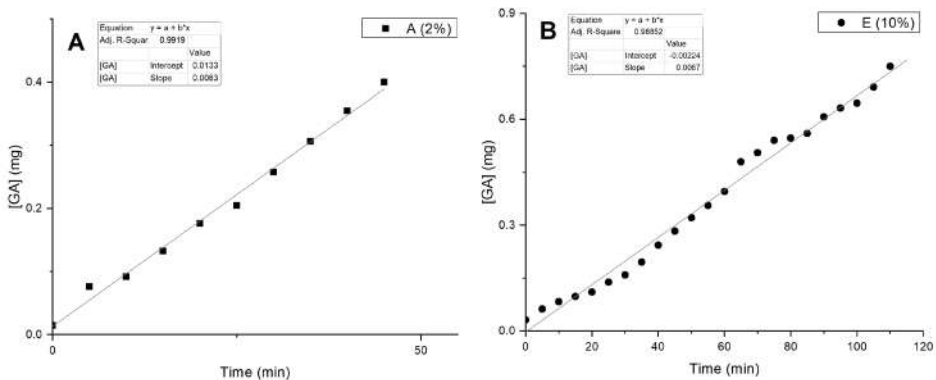 A
Equation y = a + b*x
Adj. R-Squar 0.9919
Value
[GA] Intercept 0.0133
[GA] Slope 0.0083
A (2%)
0.4
0.2
0.0
0
50
[GA] (mg)
Time (min)
B
Equation y = a + b*x
Adj. R-Square 0.98652
Value
[GA] Intercept -0.00224
[GA] Slope 0.0067
E (10%)
0.9
0.6
0.3
0.0
0 20 40 60 80 100 120
[GA] (mg)
Time (min)